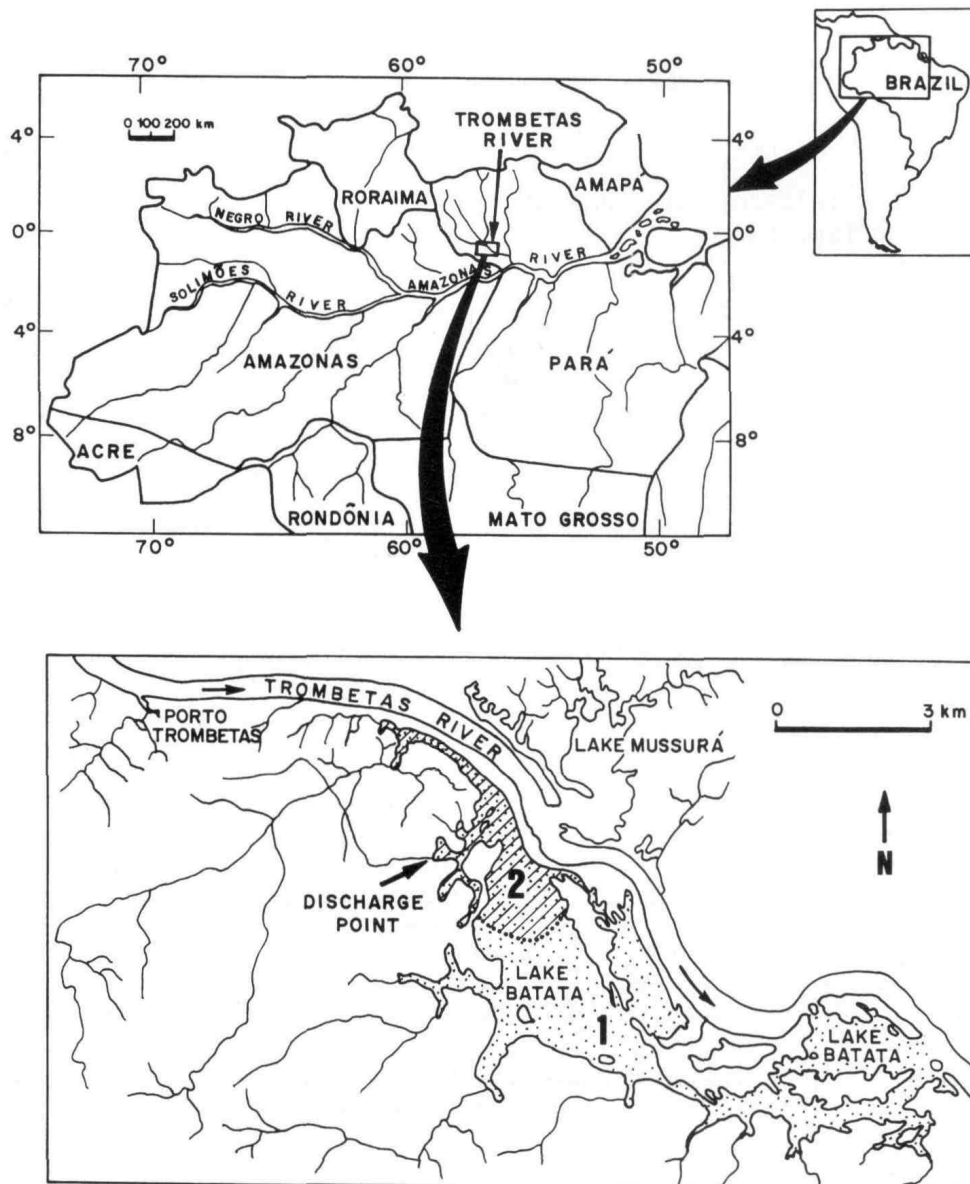 BRAZIL
70°
60°
50°
0 100 200 km
TROMBETAS
RIVER
4°
4°
AMAPÁ
RORAIMA
NEGRO RIVER
0°
0°
RIVER
AMAZONAS
SOLIMÕES
RIVER
4°
4°
AMAZONAS
PARÁ
8°
8°
ACRE
RONDÔNIA
MATO GROSSO
70°
60°
50°
TROMBETAS RIVER
0 3 km
PORTO
TROMBETAS
LAKE MUSSURÁ
N
2
DISCHARGE
POINT
LAKE
BATATA
1
LAKE
BATATA